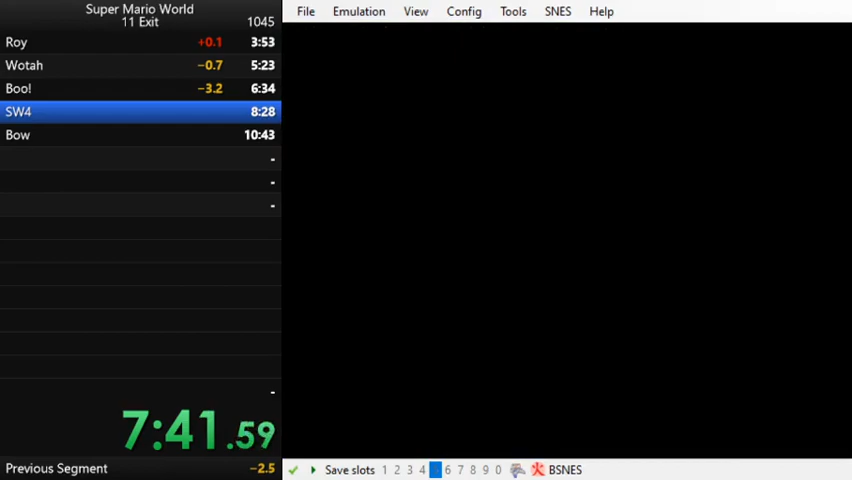 Super Mario World
11 Exit 1045
Roy +0.1 3:53
Wotah −0.7 5:23
Boo! −3.2 6:34
SW4 8:28
Bow 10:43
-
-
-
-
7:41.59
Previous Segment −2.5
File Emulation View Config Tools SNES Help
Save slots 1 2 3 4 6 7 8 9 0 BSNES